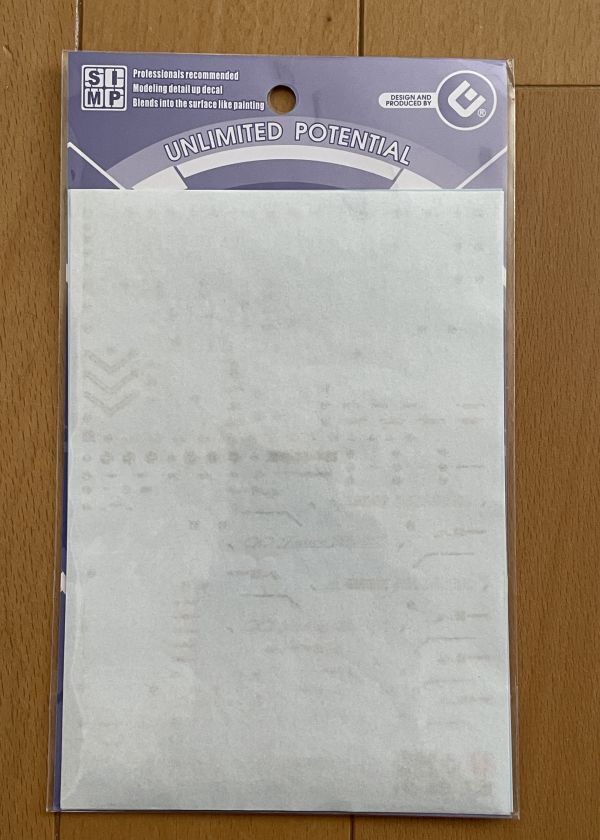 SI
MP
Professionals recommended
Modeling detail up decal
Blends into the surface like painting
DESIGN AND
PRODUCED BY
®
UNLIMITED POTENTIAL